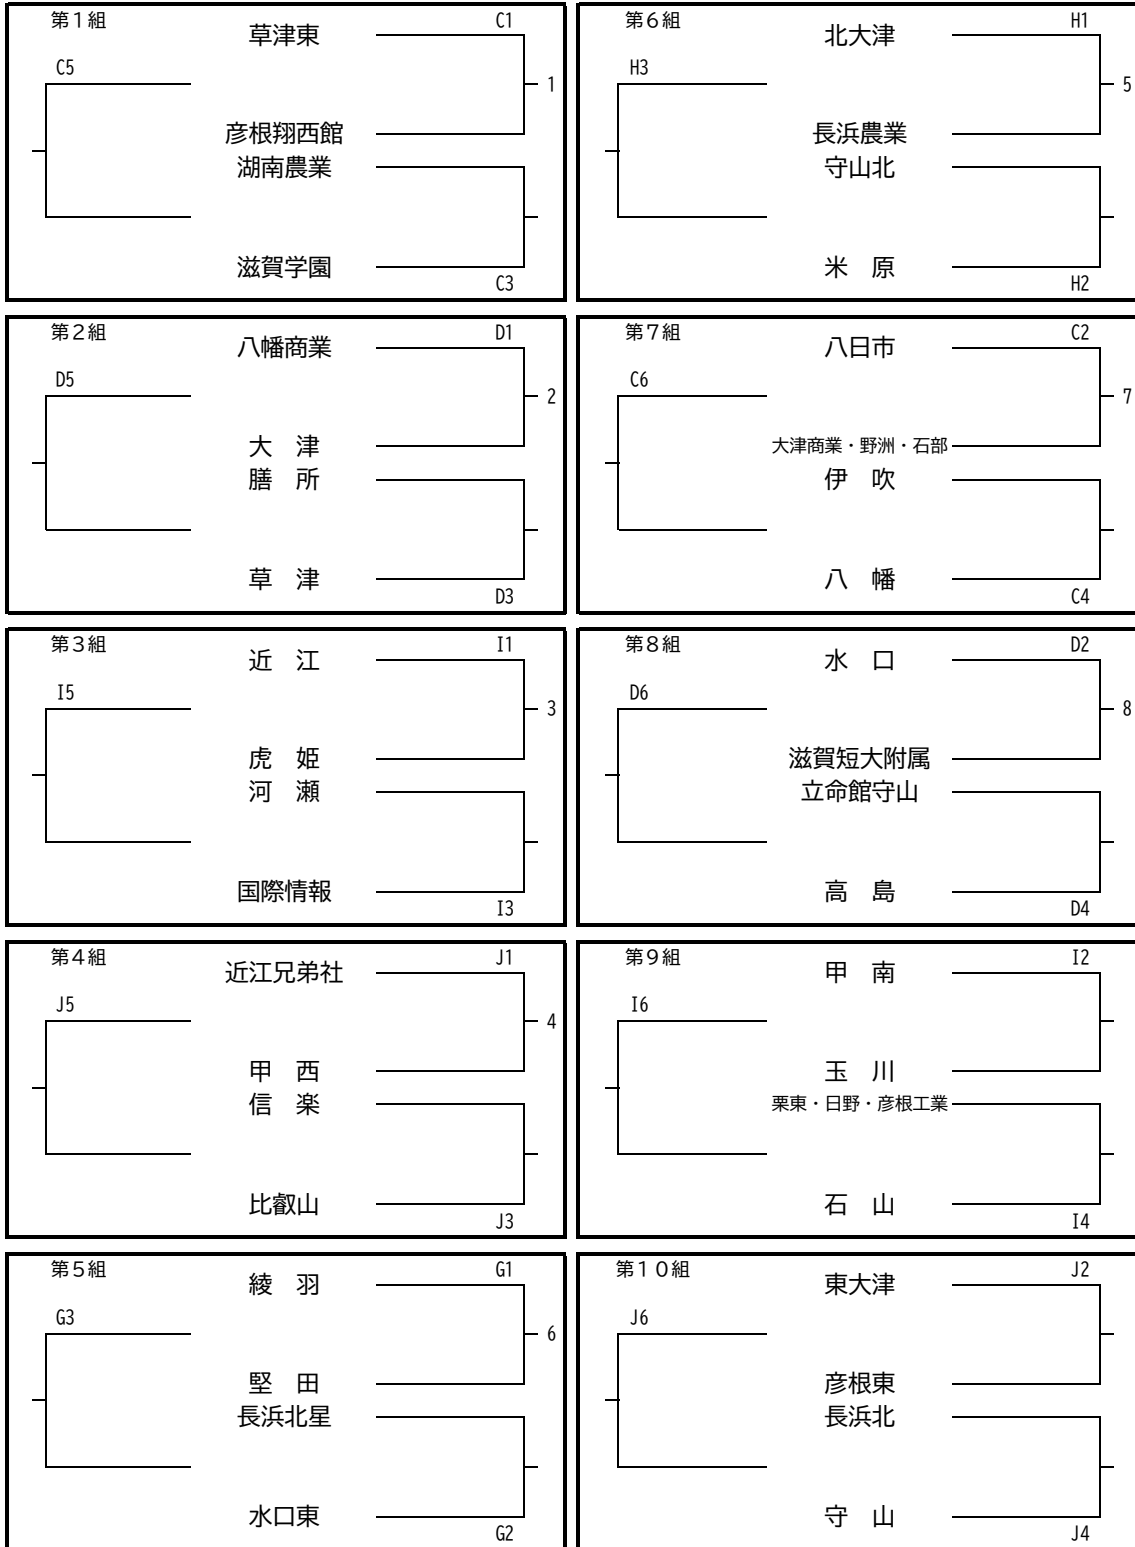 第1組
C1
草津東
C5
1
彦根翔西館
湖南農業
滋賀学園
C3
第6組
H1
北大津
H3
5
長浜農業
守山北
米　原
H2
第2組
D1
八幡商業
D5
2
大　津
膳　所
草　津
D3
第7組
C2
八日市
C6
7
大津商業・野洲・石部
伊　吹
八　幡
C4
第3組
I1
近　江
I5
3
虎　姫
河　瀬
国際情報
I3
第8組
D2
水　口
D6
8
滋賀短大附属
立命館守山
高　島
D4
第4組
J1
近江兄弟社
J5
4
甲　西
信　楽
比叡山
J3
第9組
I2
甲　南
I6
玉　川
栗東・日野・彦根工業
石　山
I4
第5組
G1
綾　羽
G3
6
堅　田
長浜北星
水口東
G2
第10組
J2
東大津
J6
彦根東
長浜北
守　山
J4